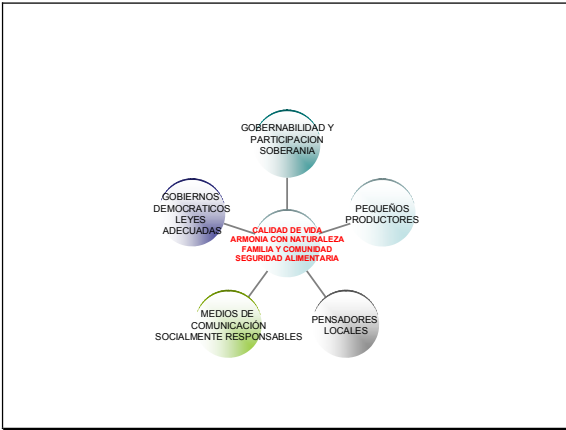 GOBERNABILIDAD Y
PARTICIPACION
SOBERANIA
GOBIERNOS
DEMOCRATICOS
LEYES
ADECUADAS
PEQUEÑOS
PRODUCTORES
CALIDAD DE VIDA
ARMONIA CON NATURALEZA
FAMILIA Y COMUNIDAD
SEGURIDAD ALIMENTARIA
MEDIOS DE
COMUNICACIÓN
SOCIALMENTE RESPONSABLES
PENSADORES
LOCALES